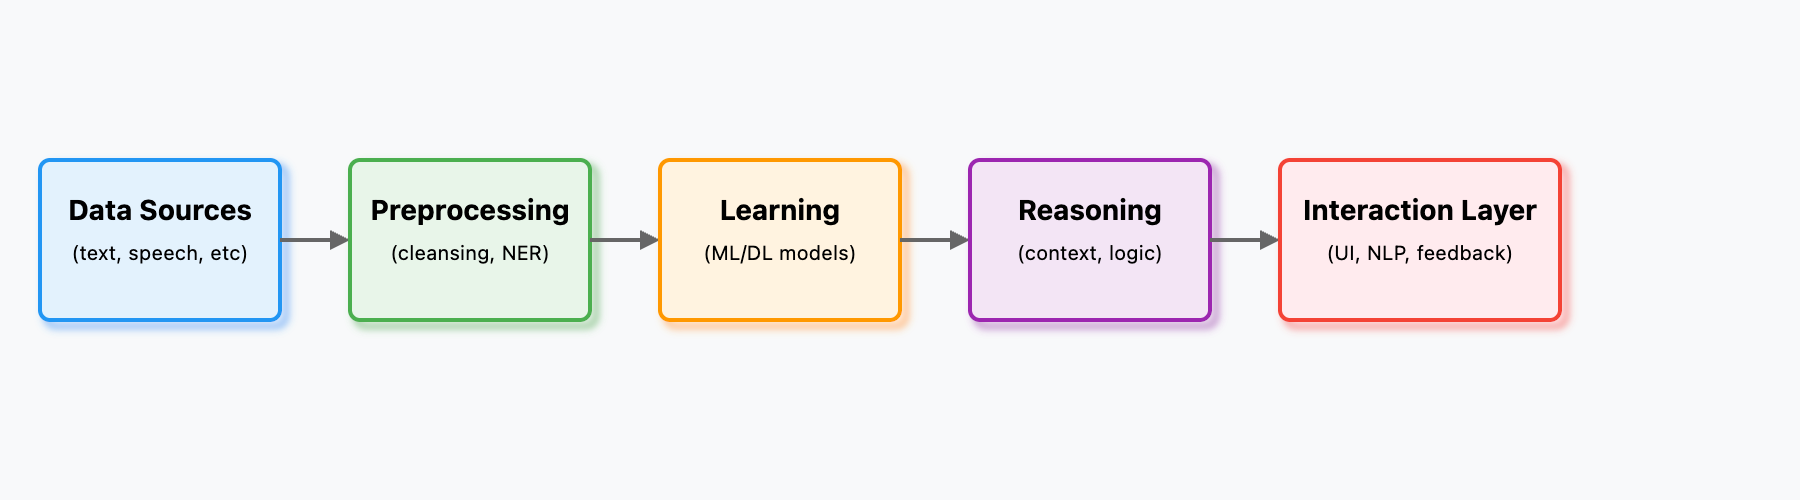 Data Sources
(text, speech, etc)
Preprocessing
(cleansing, NER)
Learning
(ML/DL models)
Reasoning
(context, logic)
Interaction Layer
(UI, NLP, feedback)